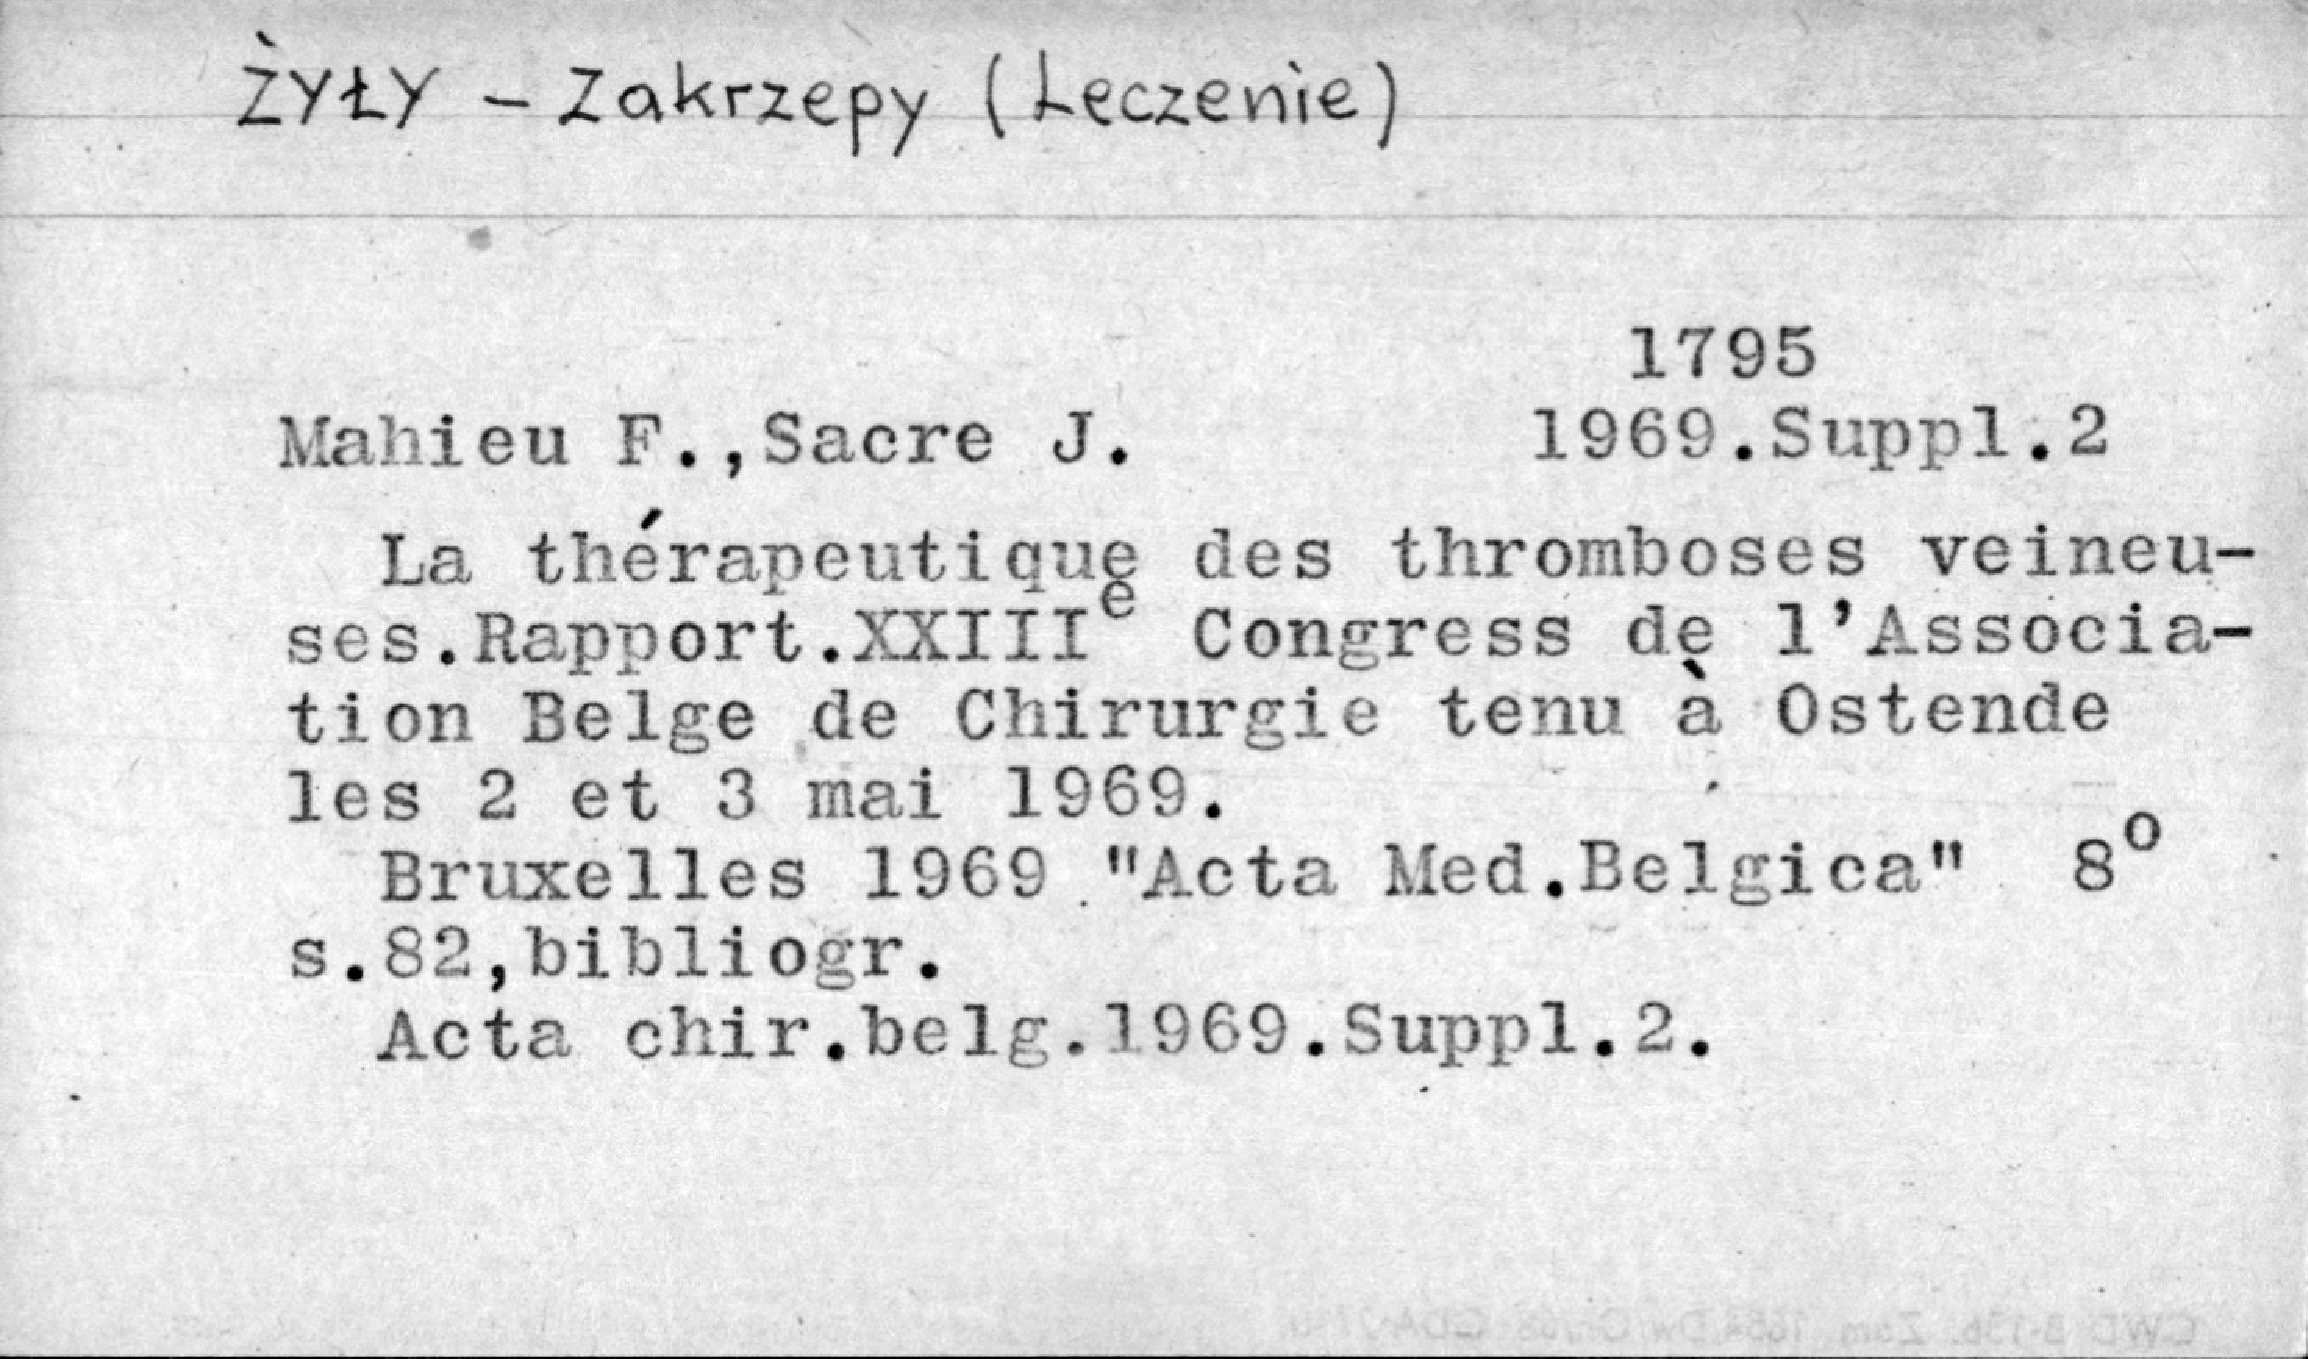 ŻYŁY – Zakrzepy (Leczenie)
1795
Mahieu F.,Sacre J. 1969.Suppl.2
La thérapeutique des thromboses veineu-
ses.Rapport.XXIIIe Congress de l'Associa-
tion Belge de Chirurgie tenu à Ostende
les 2 et 3 mai 1969.
Bruxelles 1969 "Acta Med.Belgica" 8o
s.82,bibliogr.
Acta chir.belg.1969.Suppl.2.